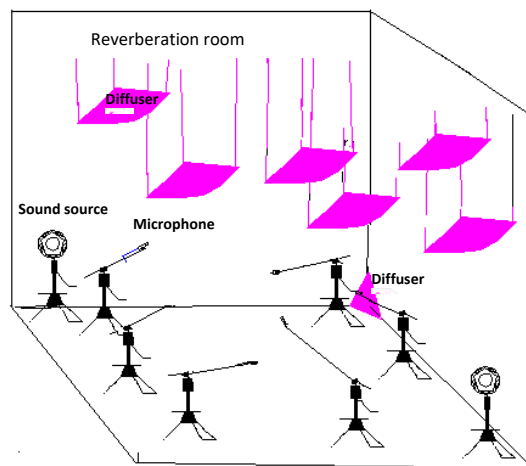 Reverberation room
Diffuser
Sound source
Microphone
Diffuser